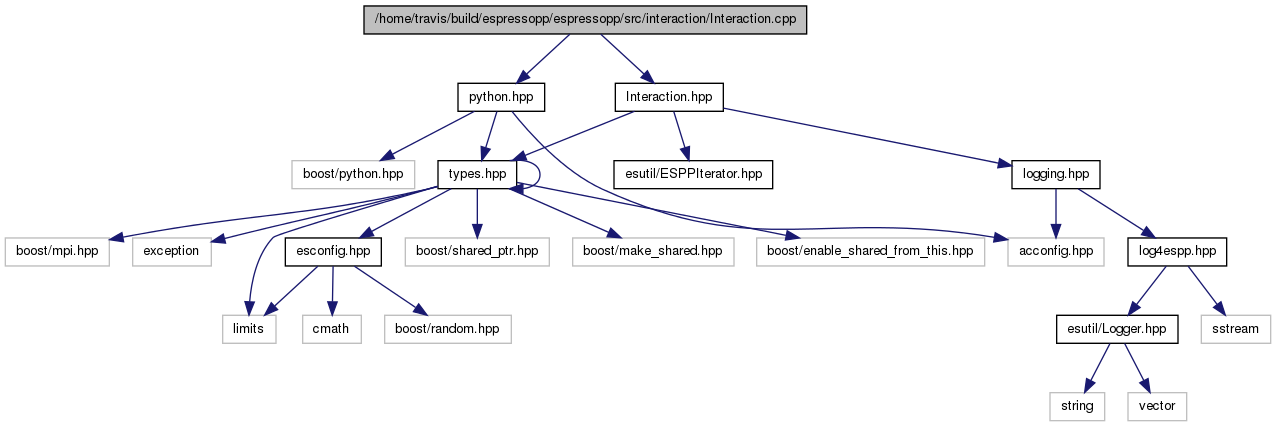 /home/travis/build/espressopp/espressopp/src/interaction/Interaction.cpp
python.hpp
Interaction.hpp
boost/python.hpp
types.hpp
esutil/ESPPIterator.hpp
logging.hpp
boost/mpi.hpp
exception
esconfig.hpp
boost/shared_ptr.hpp
boost/make_shared.hpp
boost/enable_shared_from_this.hpp
acconfig.hpp
log4espp.hpp
limits
cmath
boost/random.hpp
esutil/Logger.hpp
sstream
string
vector